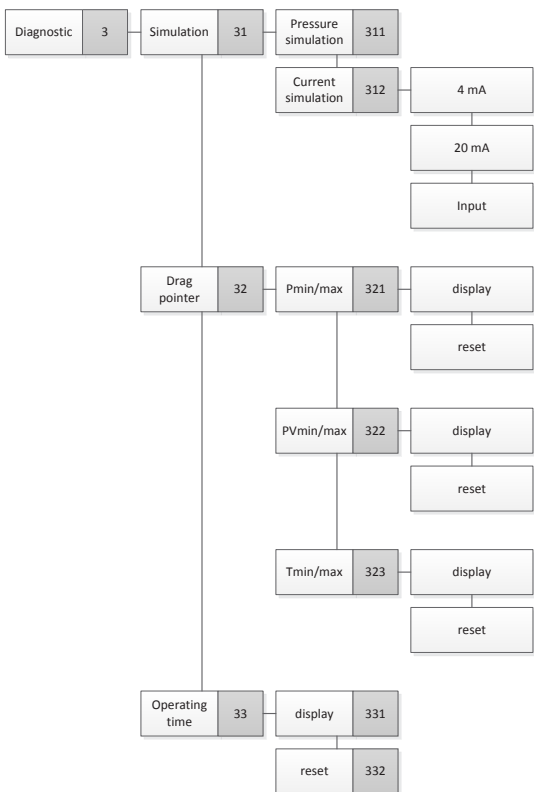 Diagnostic 3
Simulation 31
Pressure
simulation 311
Current
simulation 312
4 mA
20 mA
Input
Drag
pointer 32
Pmin/max 321
display
reset
PVmin/max 322
display
reset
Tmin/max 323
display
reset
Operating
time 33
display 331
reset 332